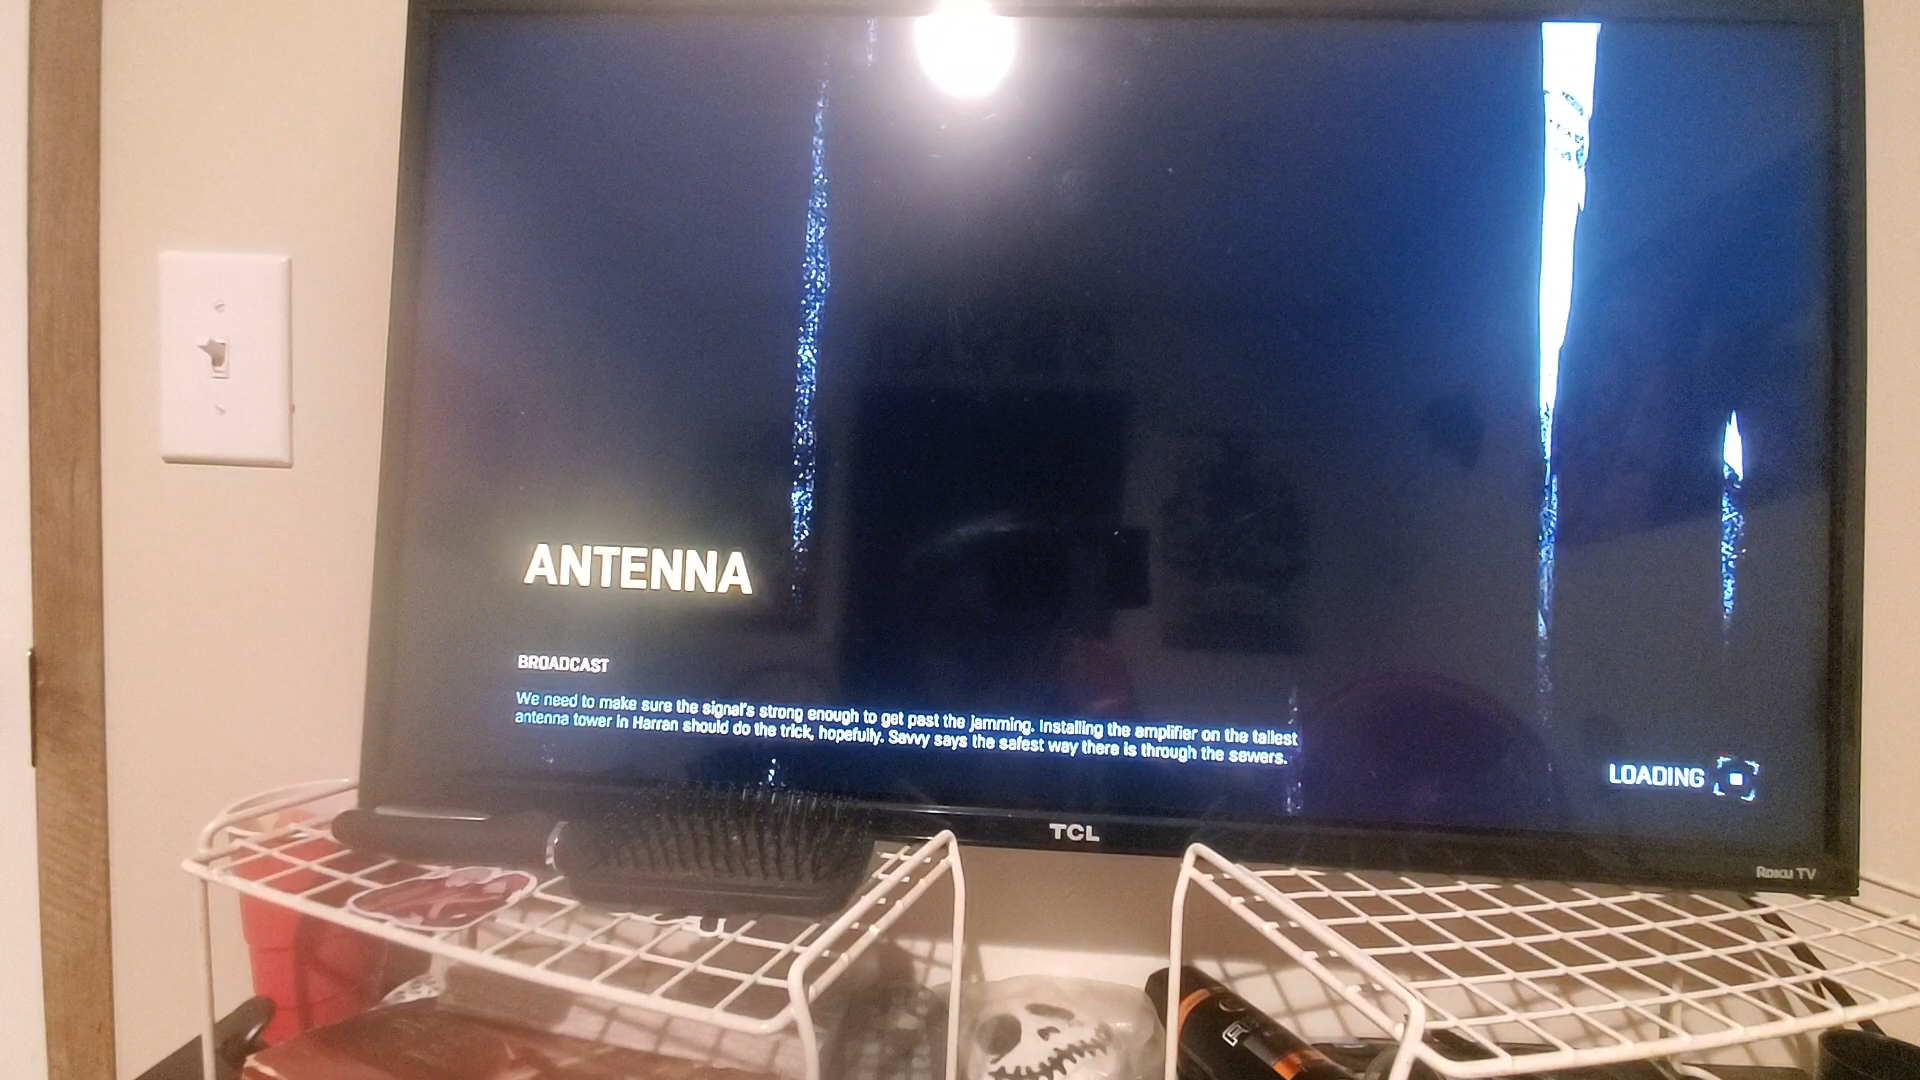 ANTENNA
BROADCAST
We need to make sure the signal's strong enough to get past the jamming. Installing the amplifier on the tallest
antenna tower in Harran should do the trick, hopefully. Savvy says the safest way there is through the sewers.
LOADING
TCL
Roku TV